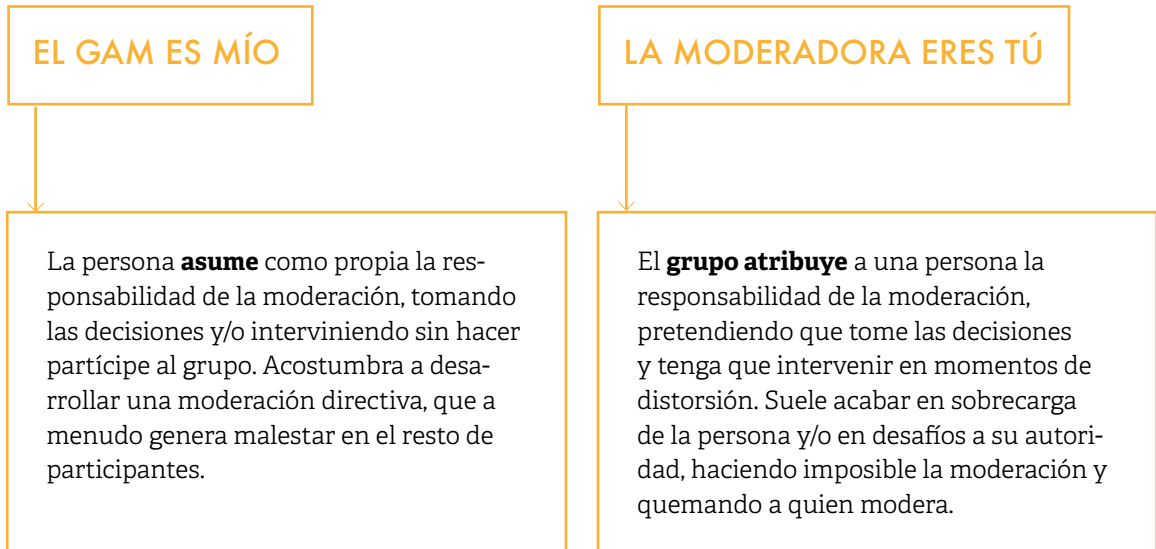 EL GAM ES MÍO
La persona asume como propia la res-
ponsabilidad de la moderación, tomando
las decisiones y/o interviniendo sin hacer
partícipe al grupo. Acostumbra a desa-
rrollar una moderación directiva, que a
menudo genera malestar en el resto de
participantes.
LA MODERADORA ERES TÚ
El grupo atribuye a una persona la
responsabilidad de la moderación,
pretendiendo que tome las decisiones
y tenga que intervenir en momentos de
distorsión. Suele acabar en sobrecarga
de la persona y/o en desafíos a su autori-
dad, haciendo imposible la moderación y
quemando a quien modera.